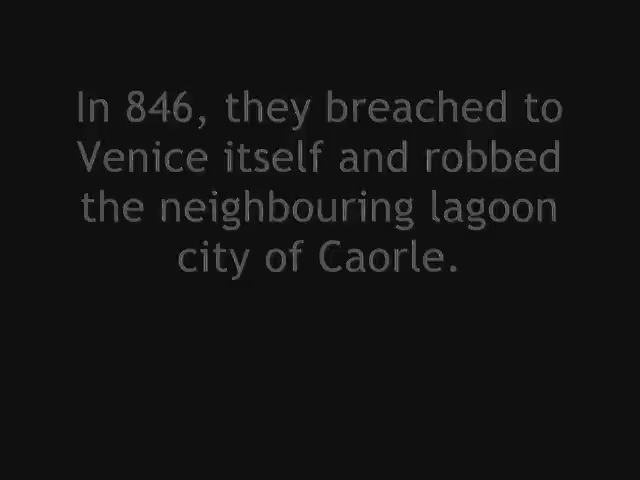 In 846, they breached to
Venice itself and robbed
the neighbouring lagoon
city of Caorle.